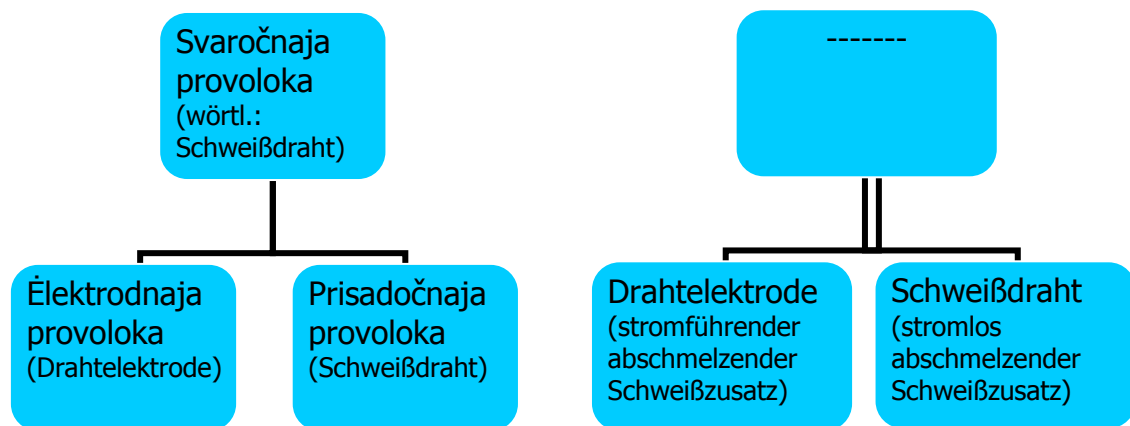 Svaročnaja
provoloka
(wörtl.:
Schweißdraht)
-------
Ėlektrodnaja
provoloka
(Drahtelektrode)
Prisadočnaja
provoloka
(Schweißdraht)
Drahtelektrode
(stromführender
abschmelzender
Schweißzusatz)
Schweißdraht
(stromlos
abschmelzender
Schweißzusatz)